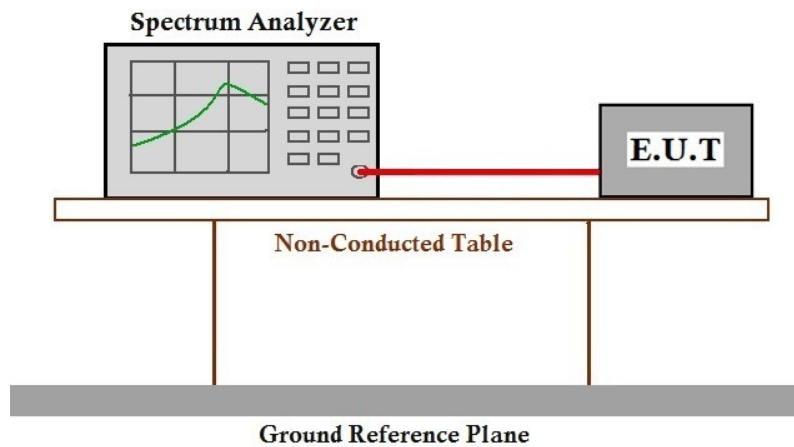 Spectrum Analyzer
E.U.T
Non-Conducted Table
Ground Reference Plane